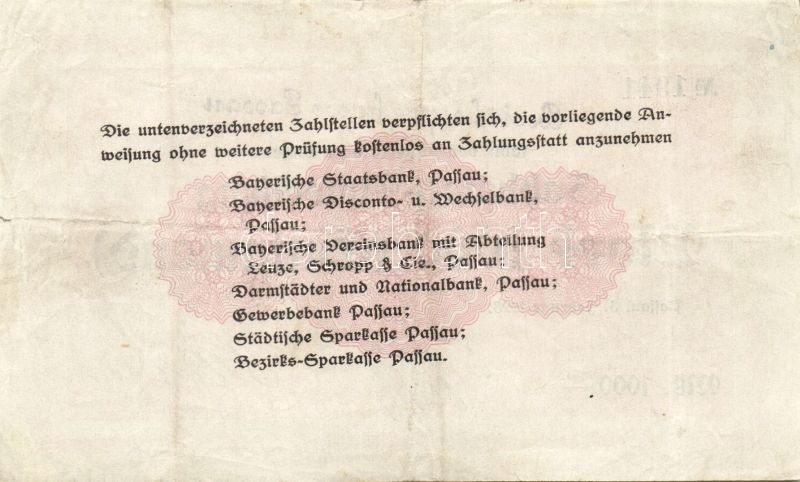 Die untenverzeichneten Zahlstellen verpflichten sich, die vorliegende An-
weisung ohne weitere Prüfung kostenlos an Zahlungsstatt anzunehmen
Bayerische Staatsbank, Passau;
Bayerische Disconto- u. Wechselbank,
Passau;
Bayerische Vereinsbank mit Abteilung
Leuze, Schropp & Cie., Passau;
Darmstädter und Nationalbank, Passau;
Gewerbebank Passau;
Städtische Sparkasse Passau;
Bezirks-Sparkasse Passau.